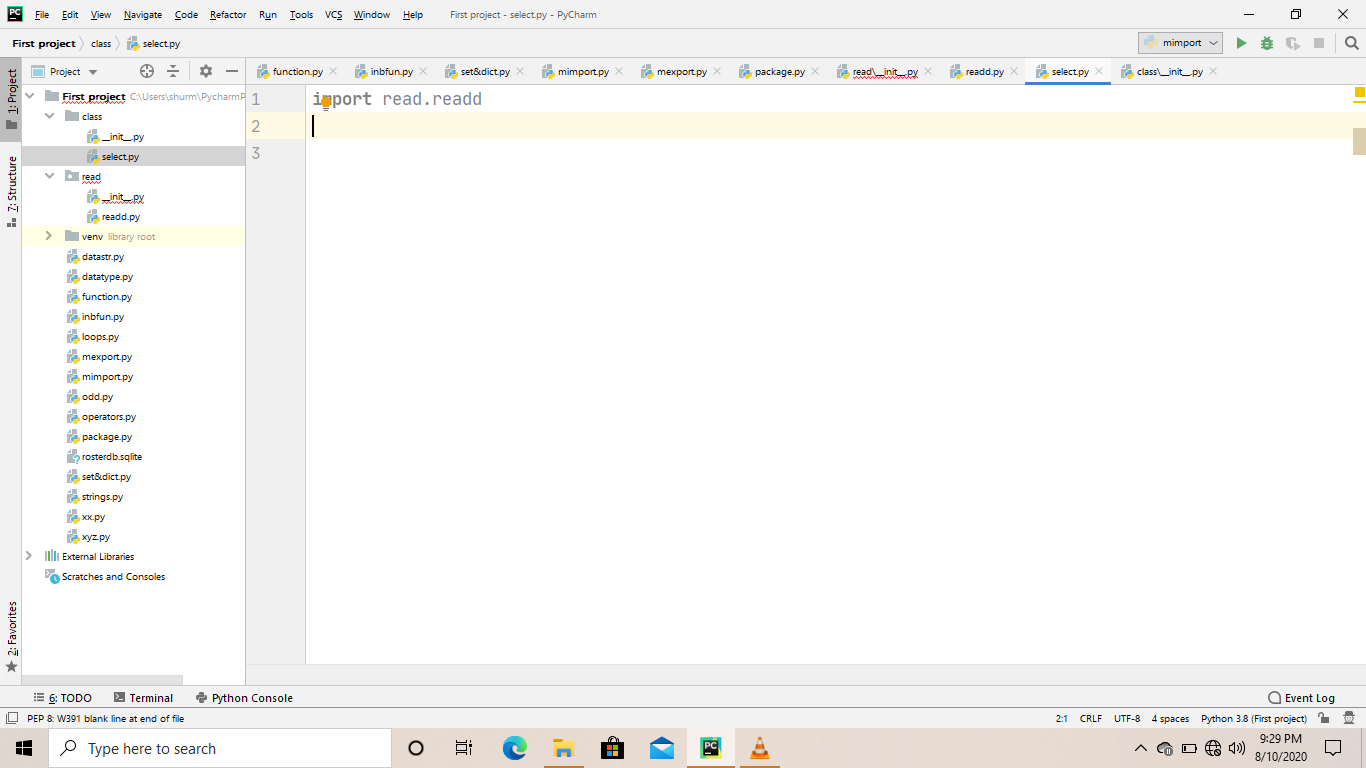 PC File Edit View Navigate Code Refactor Run Tools VCS Window Help First project - select.py - PyCharm
First project class select.py mimport
1: Project
7: Structure
2: Favorites
Project
function.py inbfun.py set&dict.py mimport.py mexport.py package.py read\__init__.py readd.py select.py class\__init__.py
First project C:\Users\shurm\PycharmP
class
__init__.py
select.py
read
__init__.py
readd.py
venv library root
datastr.py
datatype.py
function.py
inbfun.py
loops.py
mexport.py
mimport.py
odd.py
operators.py
package.py
rosterdb.sqlite
set&dict.py
strings.py
xx.py
xyz.py
External Libraries
Scratches and Consoles
1 import read.readd
2
3
6: TODO Terminal Python Console Event Log
PEP 8: W391 blank line at end of file 2:1 CRLF UTF-8 4 spaces Python 3.8 (First project)
Type here to search PC 9:29 PM
8/10/2020